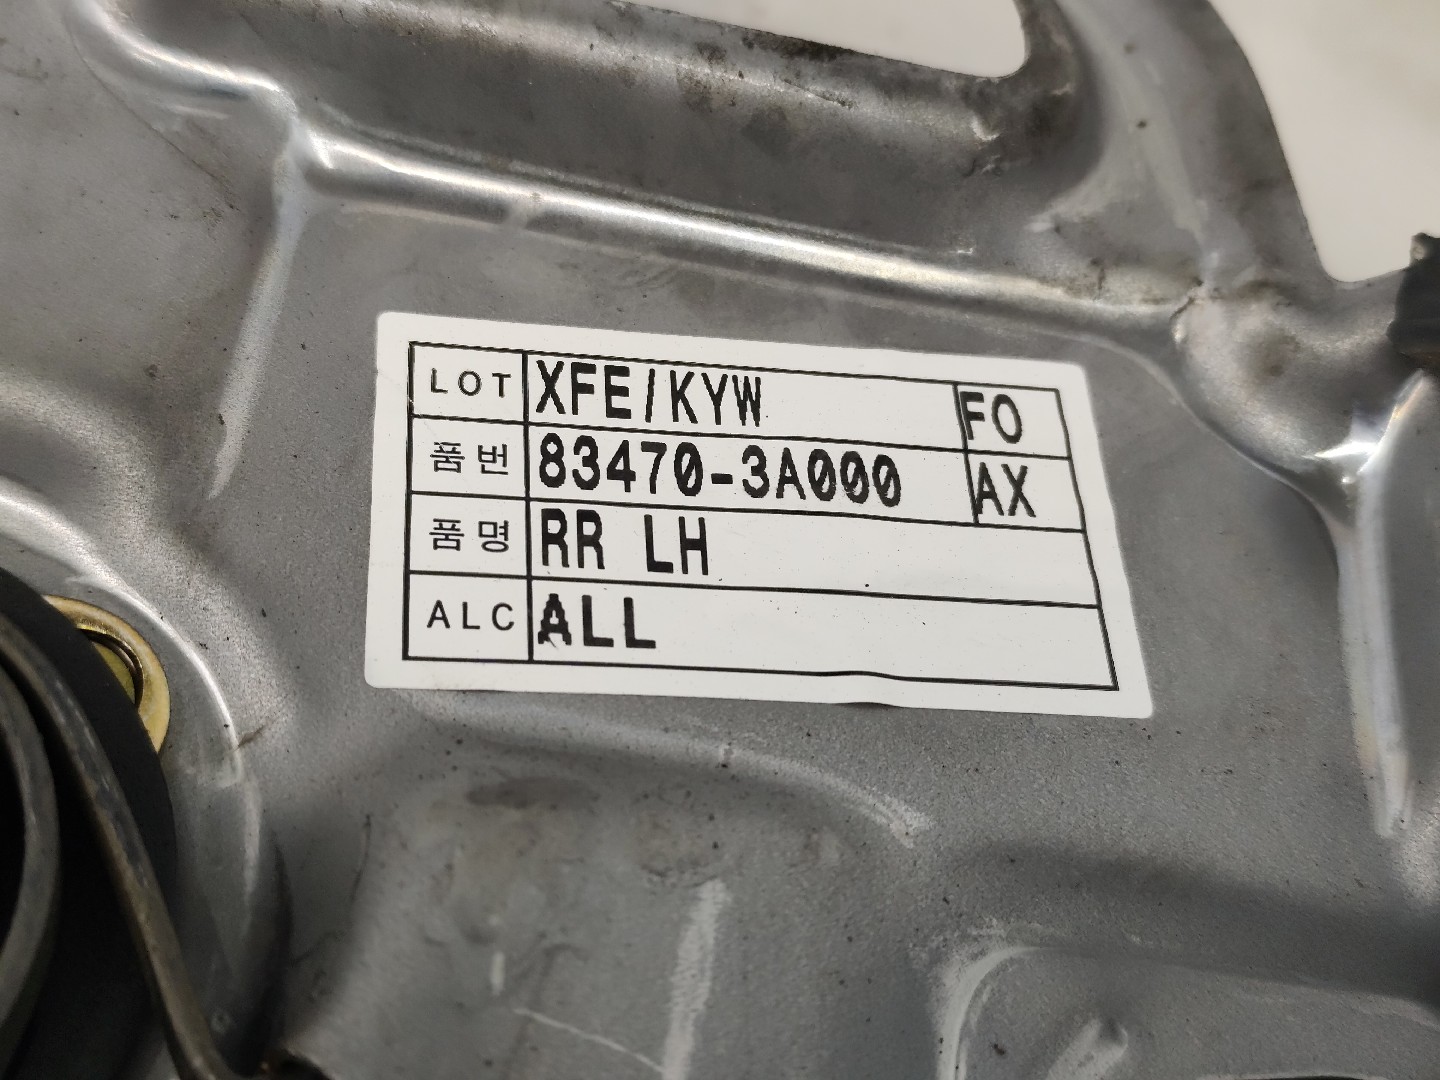 LOT XFE/KYW FO
품번 83470-3A000 AX
품명 RR LH
ALC ALL